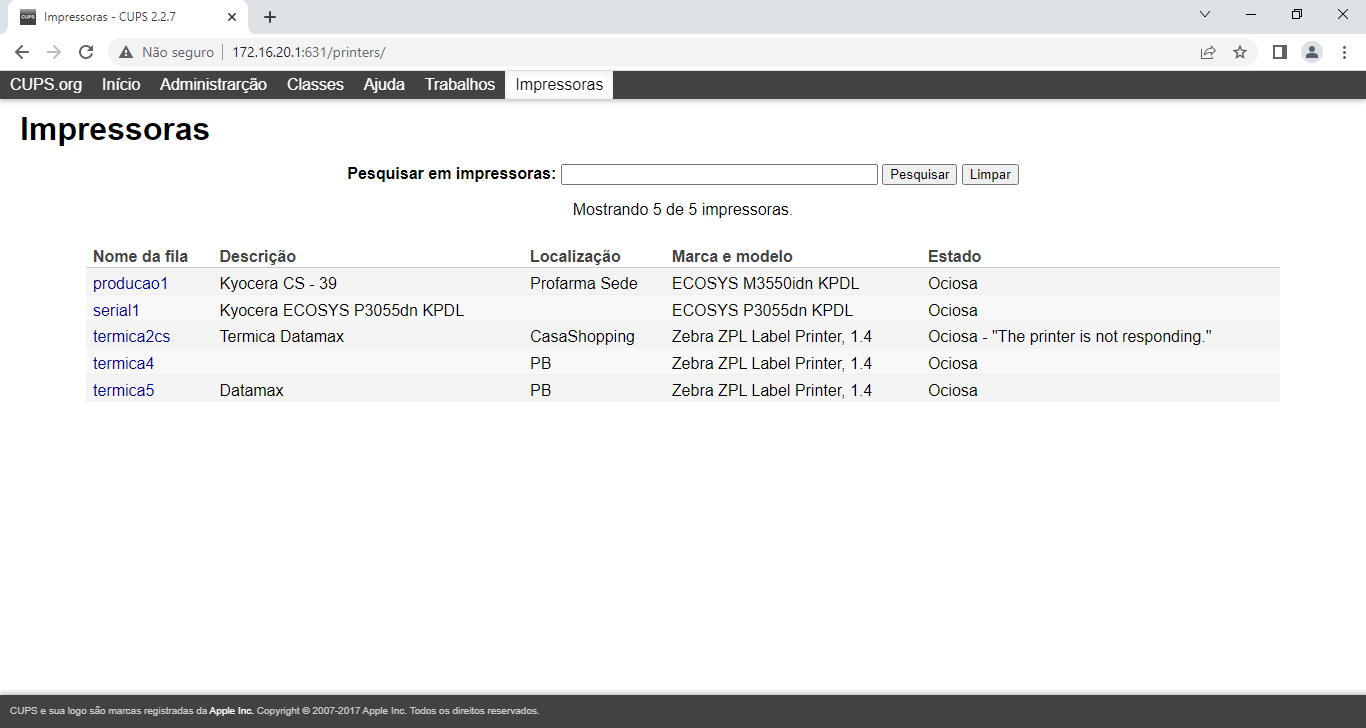 Impressoras - CUPS 2.2.7
Não seguro 172.16.20.1:631/printers/
CUPS.org Início Administrarção Classes Ajuda Trabalhos Impressoras
Impressoras
Pesquisar em impressoras: Pesquisar Limpar
Mostrando 5 de 5 impressoras.
Nome da fila Descrição Localização Marca e modelo Estado
producao1 Kyocera CS - 39 Profarma Sede ECOSYS M3550idn KPDL Ociosa
serial1 Kyocera ECOSYS P3055dn KPDL ECOSYS P3055dn KPDL Ociosa
termica2cs Termica Datamax CasaShopping Zebra ZPL Label Printer, 1.4 Ociosa - "The printer is not responding."
termica4 PB Zebra ZPL Label Printer, 1.4 Ociosa
termica5 Datamax PB Zebra ZPL Label Printer, 1.4 Ociosa
CUPS e sua logo são marcas registradas da Apple Inc. Copyright © 2007-2017 Apple Inc. Todos os direitos reservados.